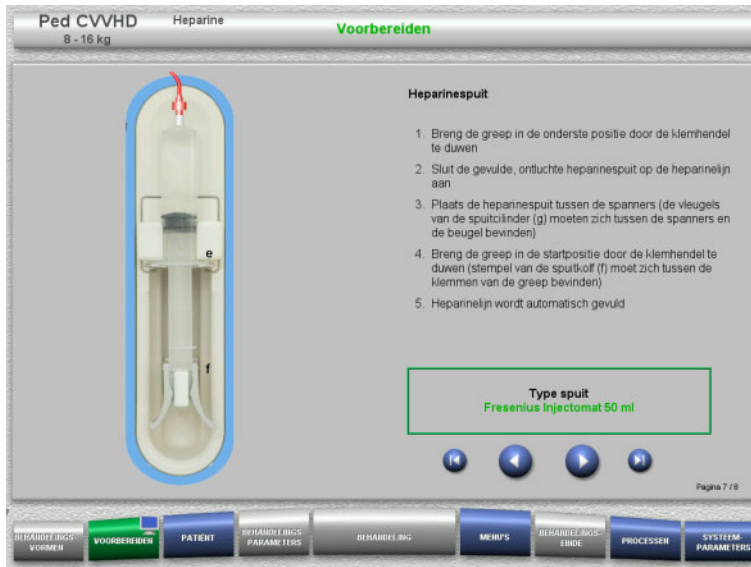 Ped CVVHD Heparine
8 - 16 kg
Voorbereiden
Heparinespuit
1. Breng de greep in de onderste positie door de klemhendel
te duwen
2. Sluit de gevulde, ontluchte heparinespuit op de heparinelijn
aan
3. Plaats de heparinespuit tussen de spanners (de vleugels
van de spuitcilinder (g) moeten zich tussen de spanners en
de beugel bevinden)
4. Breng de greep in de startpositie door de klemhendel te
duwen (stempel van de spuitkolf (f) moet zich tussen de
klemmen van de greep bevinden)
5. Heparinelijn wordt automatisch gevuld
e
f
Type spuit
Fresenius Injectomat 50 ml
Pagina 7 / 8
BEHANDELINGS-
VORMEN
VOORBEREIDEN
PATIËNT
BEHANDELINGS-
PARAMETERS
BEHANDELING
MENU'S
BEHANDELINGS-
EINDE
PROCESSEN
SYSTEEM-
PARAMETERS